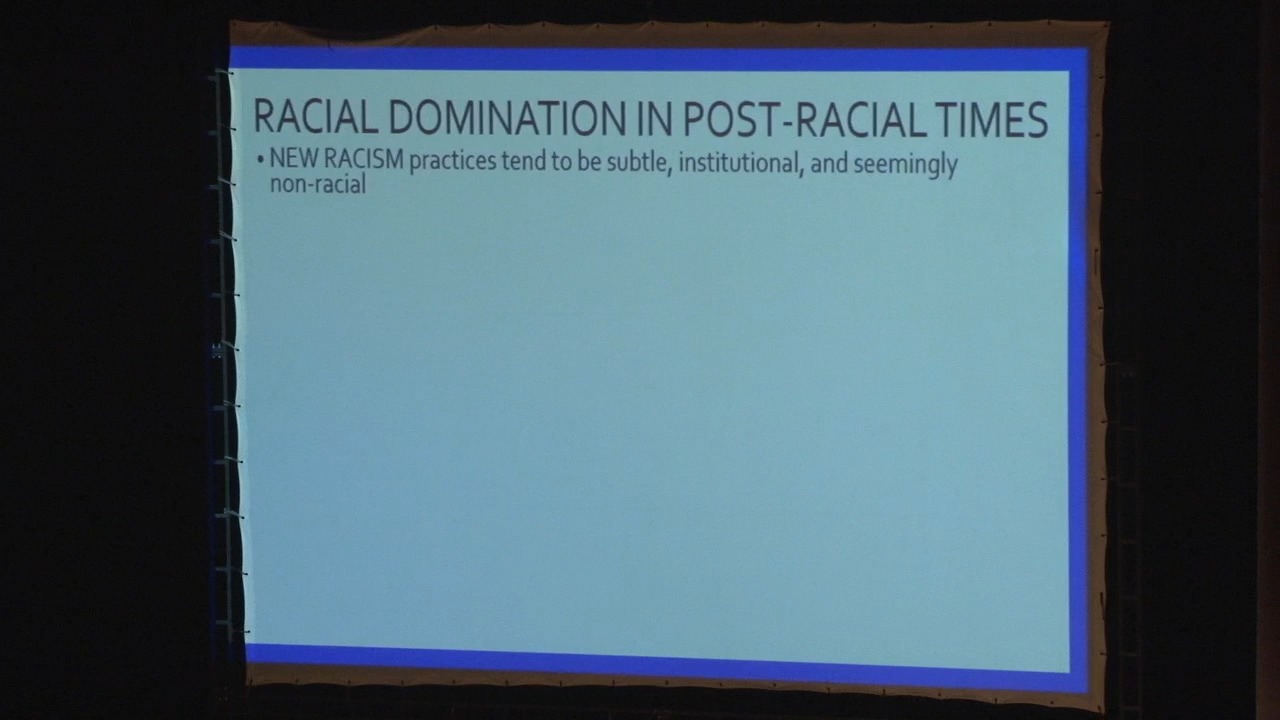 RACIAL DOMINATION IN POST-RACIAL TIMES
• NEW RACISM practices tend to be subtle, institutional, and seemingly
non-racial